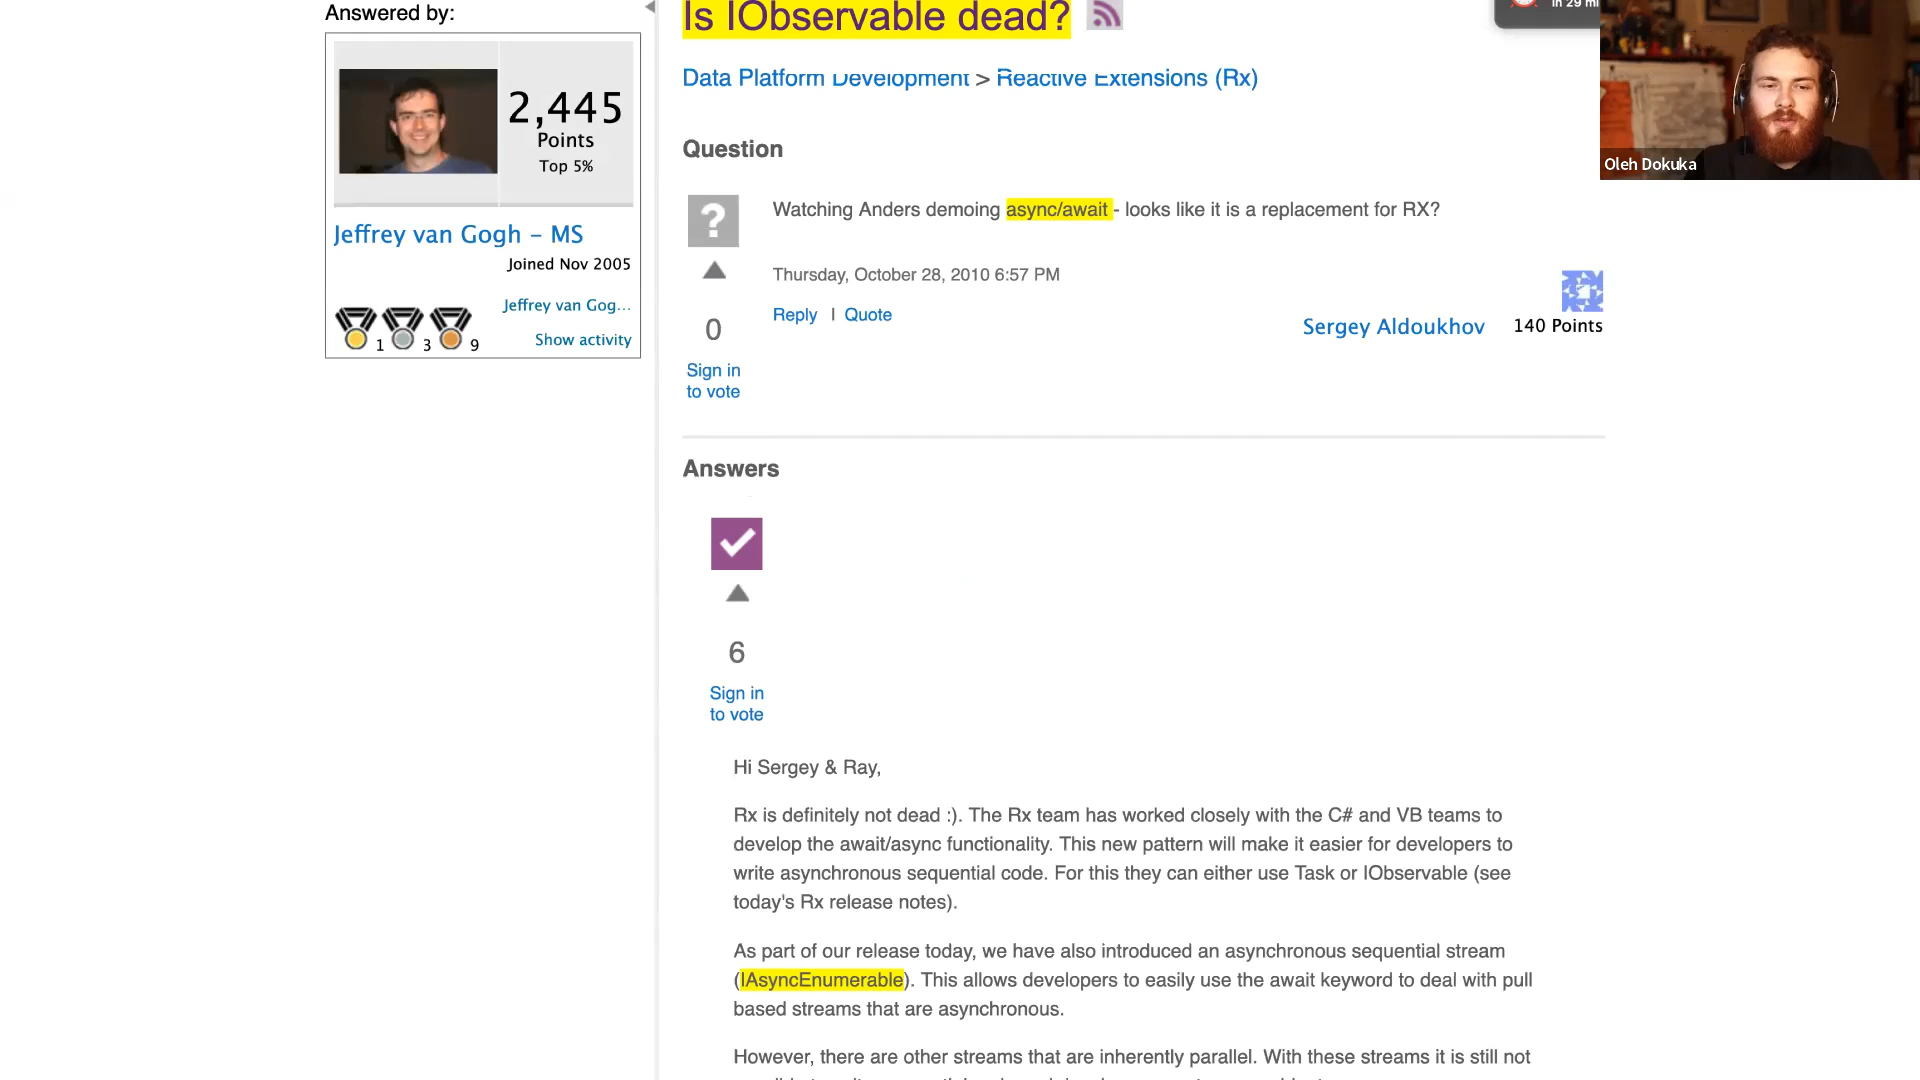 Answered by:
2,445
Points
Top 5%
Jeffrey van Gogh - MS
Joined Nov 2005
Jeffrey van Gog...
Show activity
1 3 9
Is IObservable dead?
Data Platform Development > Reactive Extensions (Rx)
Question
?
Watching Anders demoing async/await - looks like it is a replacement for RX?
Thursday, October 28, 2010 6:57 PM
Reply | Quote
0
Sign in
to vote
Sergey Aldoukhov 140 Points
Answers
6
Sign in
to vote
Hi Sergey & Ray,
Rx is definitely not dead :). The Rx team has worked closely with the C# and VB teams to
develop the await/async functionality. This new pattern will make it easier for developers to
write asynchronous sequential code. For this they can either use Task or IObservable (see
today's Rx release notes).
As part of our release today, we have also introduced an asynchronous sequential stream
(IAsyncEnumerable). This allows developers to easily use the await keyword to deal with pull
based streams that are asynchronous.
However, there are other streams that are inherently parallel. With these streams it is still not
in 29
Oleh Dokuka